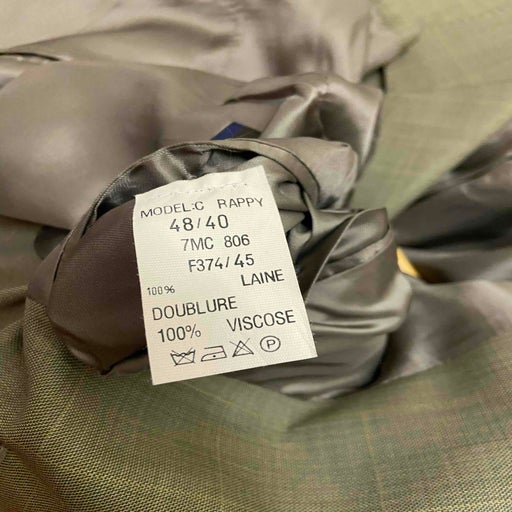 MODEL:C RAPPY
48/40
7MC 806
F374/45
100% LAINE
DOUBLURE
100% VISCOSE
P